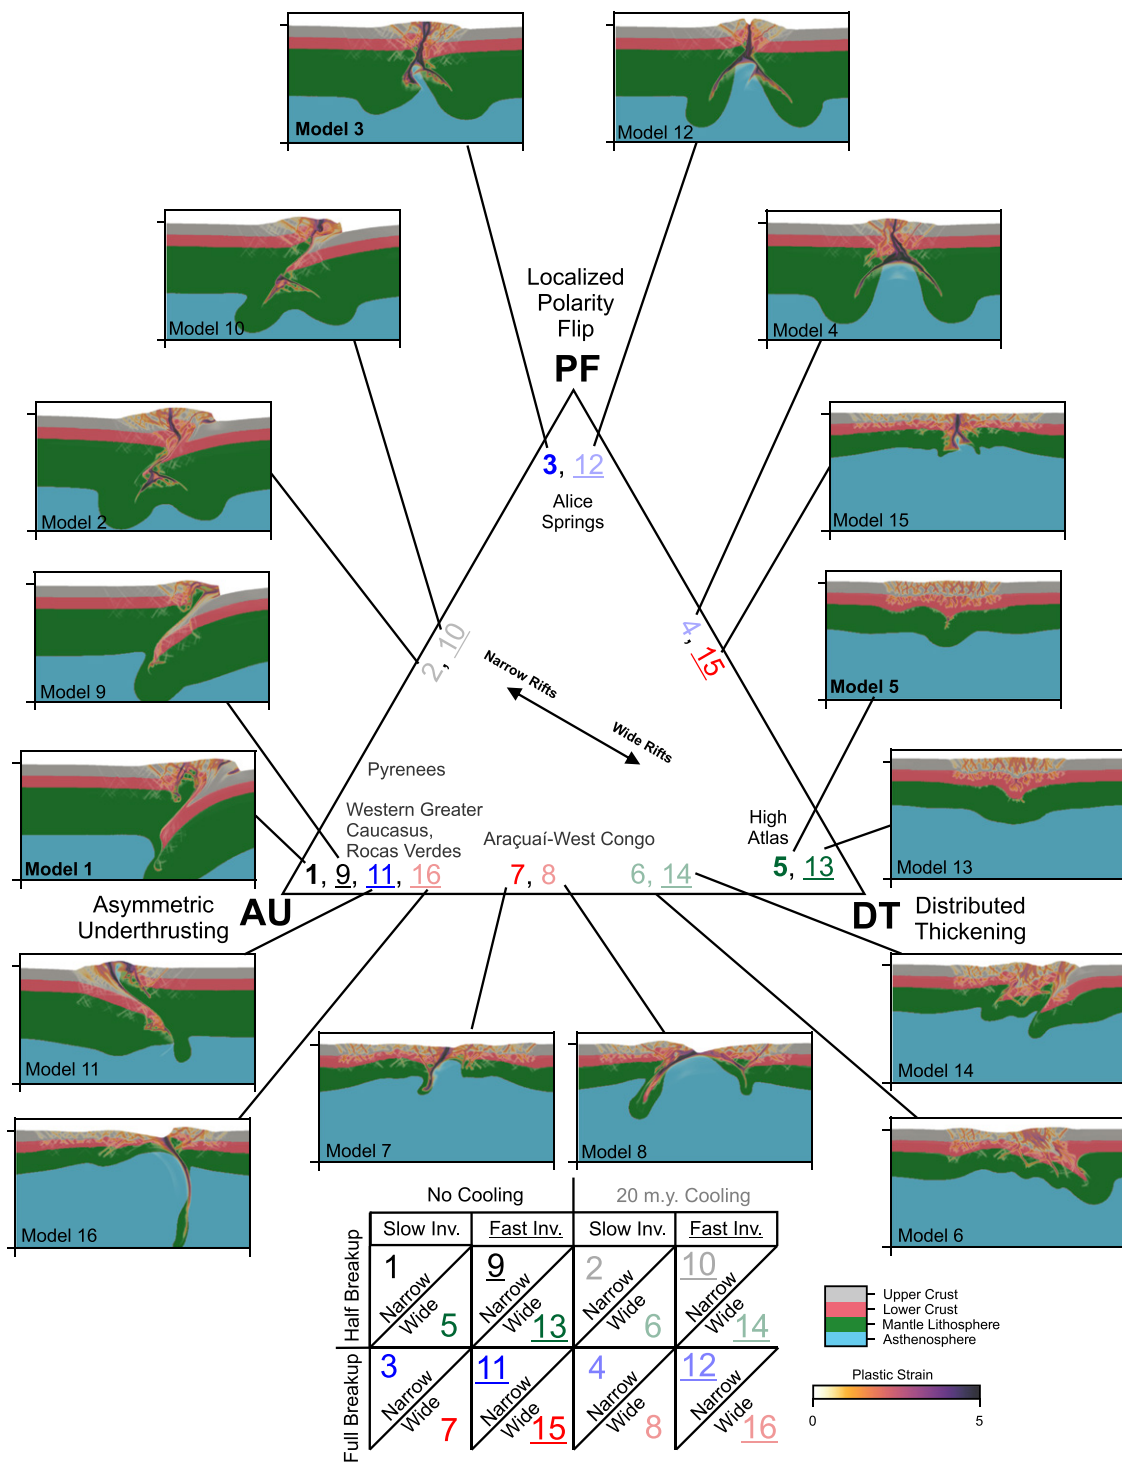 Model 3
Model 12
Model 10
Model 4
Localized
Polarity
Flip
PF
Model 2
Model 15
3, 12
Alice
Springs
Model 9
Model 5
2, 10
4, 15
Narrow Rifts
Wide Rifts
Model 1
Model 13
Pyrenees
Western Greater
Caucasus,
Rocas Verdes
Araçuaí-West Congo
High
Atlas
1, 9, 11, 16
7, 8
6, 14
5, 13
Asymmetric
Underthrusting
AU
DT
Distributed
Thickening
Model 11
Model 14
Model 16
Model 7
Model 8
Model 6
No Cooling
20 m.y. Cooling
Slow Inv.
Fast Inv.
Slow Inv.
Fast Inv.
Half Breakup
1
Narrow
Wide
5
9
Narrow
Wide
13
2
Narrow
Wide
6
10
Narrow
Wide
14
Full Breakup
3
Narrow
Wide
7
11
Narrow
Wide
15
4
Narrow
Wide
8
12
Narrow
Wide
16
Upper Crust
Lower Crust
Mantle Lithosphere
Asthenosphere
Plastic Strain
0
5